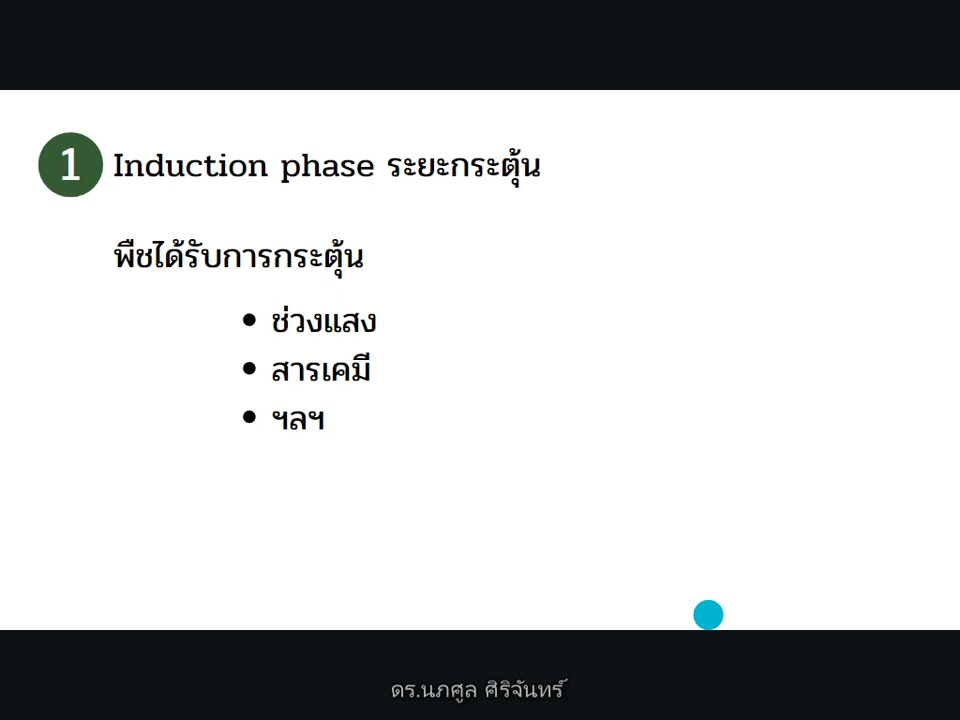 1 Induction phase ระยะกระตุ้น
พืชได้รับการกระตุ้น
• ช่วงแสง
• สารเคมี
• ฯลฯ
ดร.นภศูล ศิริจันทร์